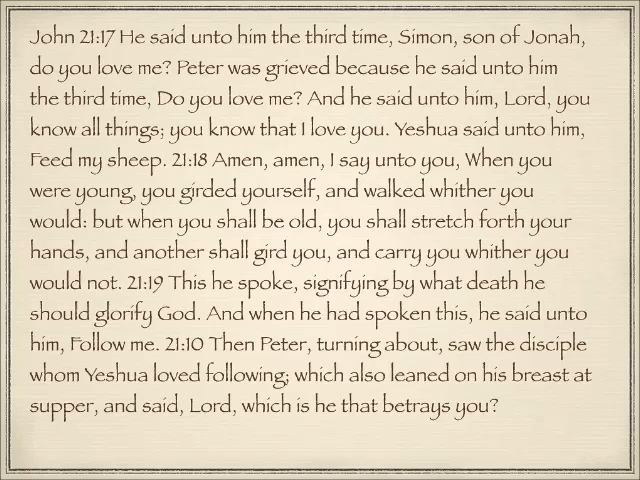 John 21:17 He said unto him the third time, Simon, son of Jonah,
do you love me? Peter was grieved because he said unto him
the third time, Do you love me? And he said unto him, Lord, you
know all things; you know that I love you. Yeshua said unto him,
Feed my sheep. 21:18 Amen, amen, I say unto you, When you
were young, you girded yourself, and walked whither you
would: but when you shall be old, you shall stretch forth your
hands, and another shall gird you, and carry you whither you
would not. 21:19 This he spoke, signifying by what death he
should glorify God. And when he had spoken this, he said unto
him, Follow me. 21:10 Then Peter, turning about, saw the disciple
whom Yeshua loved following; which also leaned on his breast at
supper, and said, Lord, which is he that betrays you?